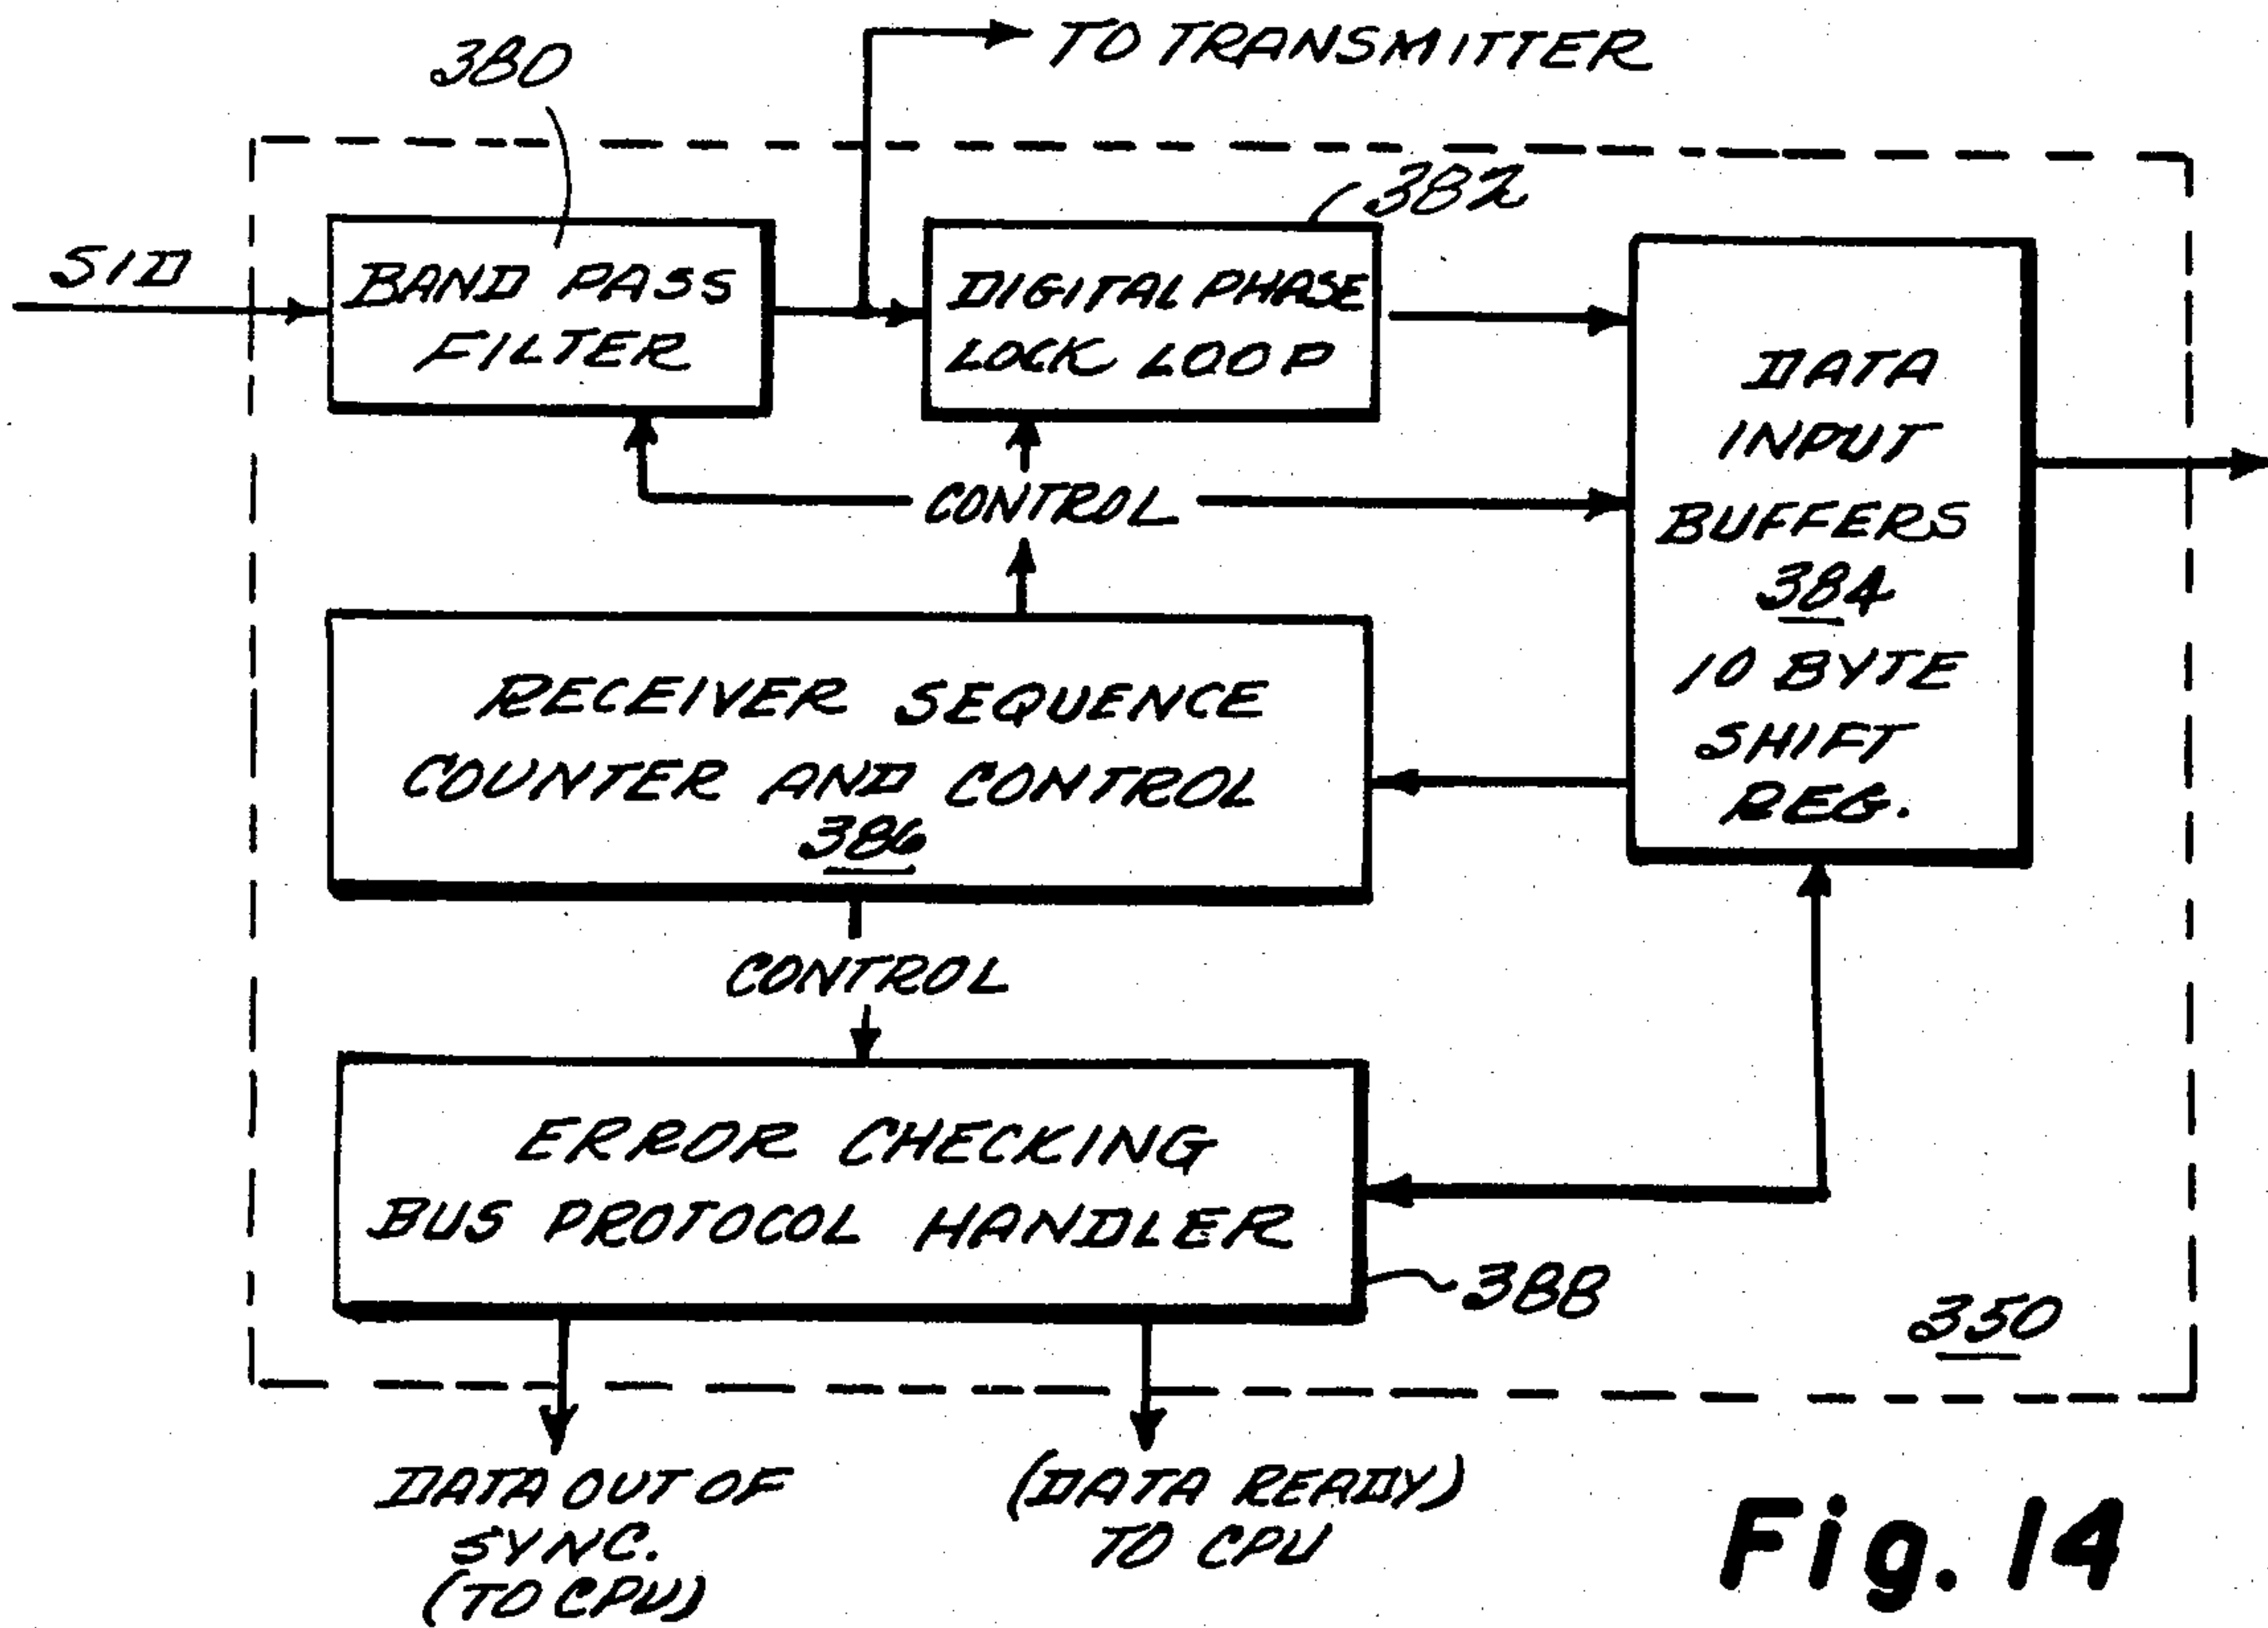 TO TRANSMITTER
380
382
SID
BAND PASS
FILTER
DIGITAL PHASE
LOCK LOOP
DATA
INPUT
BUFFERS
384
10 BYTE
SHIFT
REG.
CONTROL
RECEIVER SEQUENCE
COUNTER AND CONTROL
386
CONTROL
ERROR CHECKING
BUS PROTOCOL HANDLER
388
350
DATA OUT OF
SYNC.
(TO CPU)
(DATA READY)
TO CPU
Fig. 14